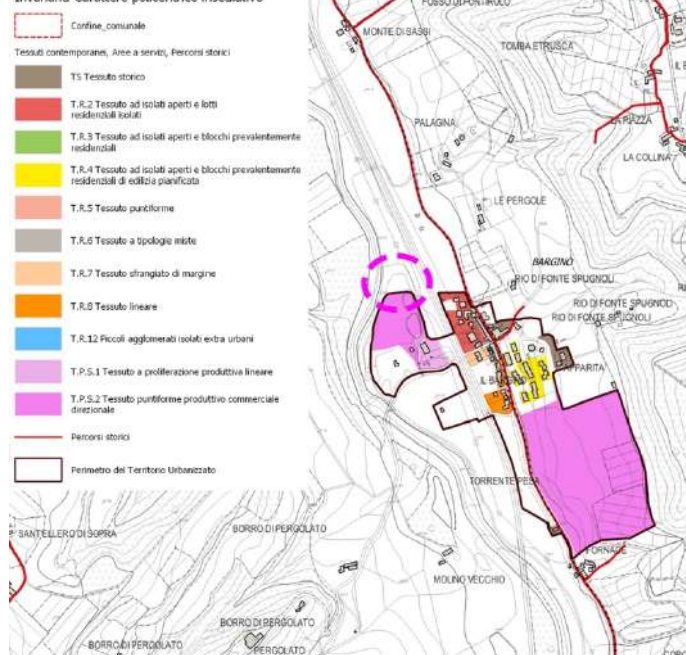 Confine_comunale
Tessuti contemporanei, Aree a servizi, Percorsi storici
TS Tessuto storico
T.R.2 Tessuto ad isolati aperti e lotti
residenziali isolati
T.R.3 Tessuto ad isolati aperti e blocchi prevalentemente
residenziali
T.R.4 Tessuto ad isolati aperti e blocchi prevalentemente
residenziali di edilizia pianificata
T.R.5 Tessuto puntiforme
T.R.6 Tessuto a tipologie miste
T.R.7 Tessuto sfrangiato di margine
T.R.8 Tessuto lineare
T.R.12 Piccoli agglomerati isolati extra urbani
T.P.S.1 Tessuto a proliferazione produttiva lineare
T.P.S.2 Tessuto puntiforme produttivo commerciale
direzionale
Percorsi storici
Perimetro del Territorio Urbanizzato
MONTE DI SASSI
TOMBA ETRUSCA
PALAGINA
LA PIAZZA
LA COLLINA
LE PERGOLE
BARGINO
RIO DI FONTE SPUGNOLI
RIO DI FONTE SPUGNOLI
RIO DI FONTE SPUGNOLI
APPARITA'
TORRENTE PESA
FORNACE
MOLINO VECCHIO
SANT'ELLERO DI SOPRA
BORRO DI PERGOLATO
BORRO DI PERGOLATO
BORRO DI PERGOLATO
PERGOLATO